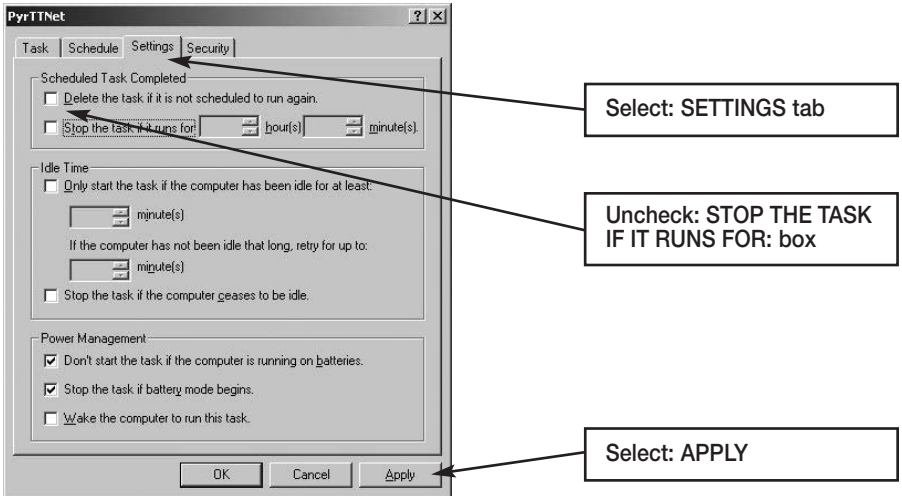 PyrTTNet
Task Schedule Settings Security
Scheduled Task Completed
Delete the task if it is not scheduled to run again.
Stop the task if it runs for hour(s) minute(s).
Idle Time
Only start the task if the computer has been idle for at least:
minute(s)
If the computer has not been idle that long, retry for up to:
minute(s)
Stop the task if the computer ceases to be idle.
Power Management
Don't start the task if the computer is running on batteries.
Stop the task if battery mode begins.
Wake the computer to run this task.
OK Cancel Apply
Select: SETTINGS tab
Uncheck: STOP THE TASK
IF IT RUNS FOR: box
Select: APPLY